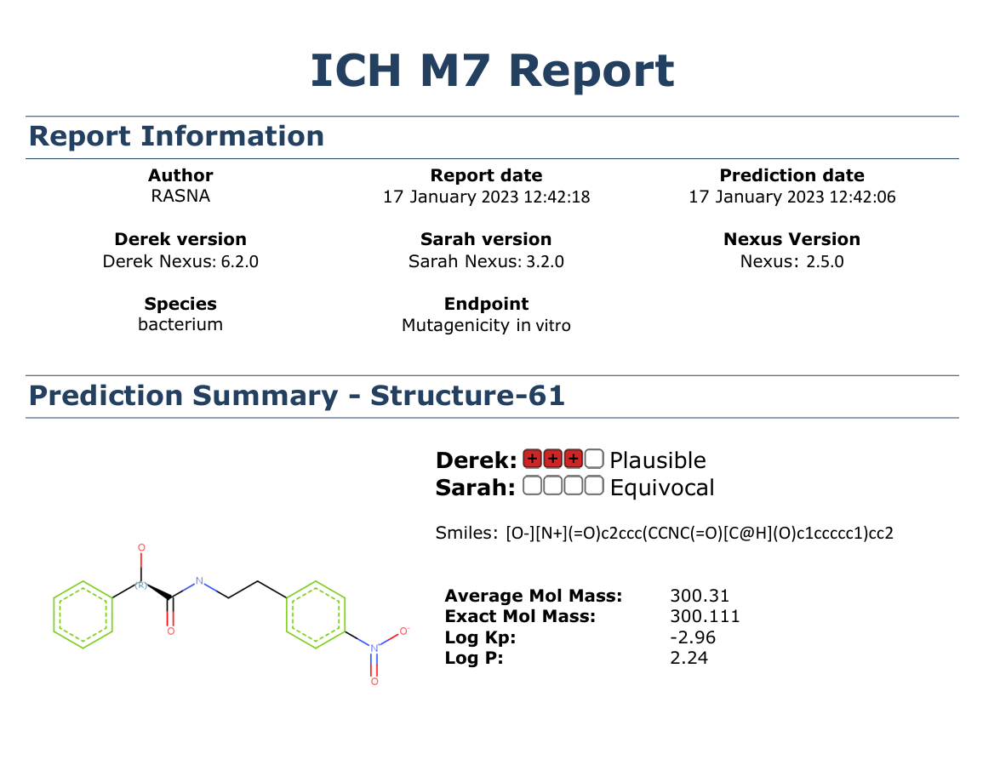 ICH M7 Report
Report Information
Author Report date Prediction date
RASNA 17 January 2023 12:42:18 17 January 2023 12:42:06
Derek version Sarah version Nexus Version
Derek Nexus: 6.2.0 Sarah Nexus: 3.2.0 Nexus: 2.5.0
Species Endpoint
bacterium Mutagenicity in vitro
Prediction Summary - Structure-61
Derek: + + + Plausible
Sarah: Equivocal
Smiles: [O-][N+](=O)c2ccc(CCNC(=O)[C@H](O)c1ccccc1)cc2
O
(R)
N
O
N+
O-
O
Average Mol Mass: 300.31
Exact Mol Mass: 300.111
Log Kp: -2.96
Log P: 2.24